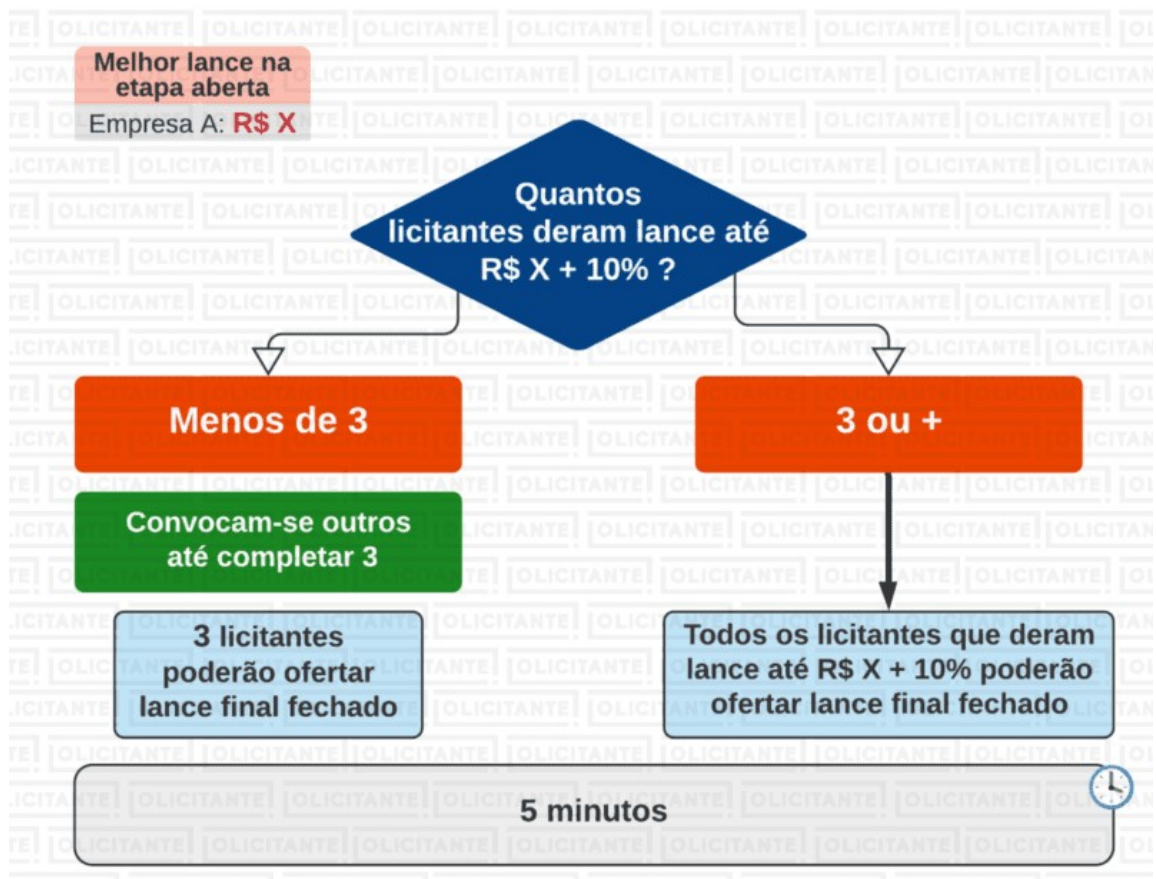 Melhor lance na
etapa aberta
Empresa A: R$ X
Quantos
licitantes deram lance até
R$ X + 10% ?
Menos de 3
3 ou +
Convocam-se outros
até completar 3
3 licitantes
poderão ofertar
lance final fechado
Todos os licitantes que deram
lance até R$ X + 10% poderão
ofertar lance final fechado
5 minutos
OLICITANTE